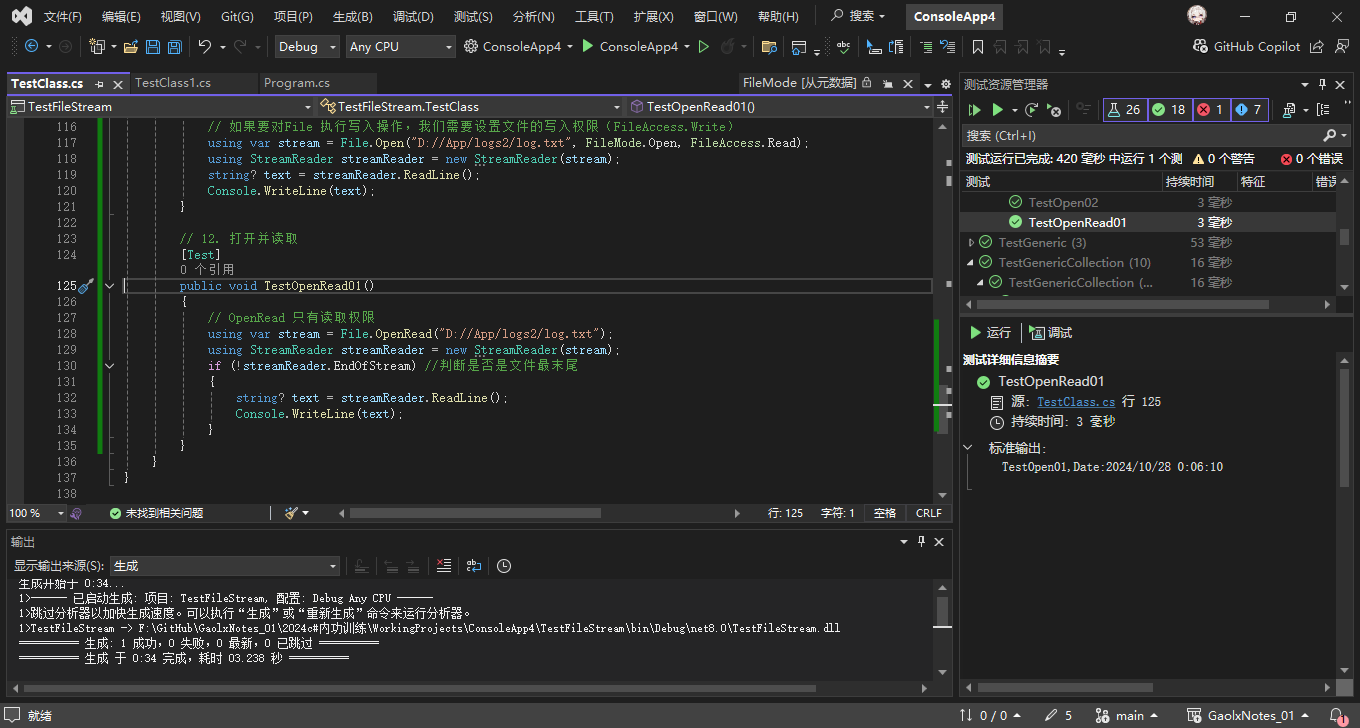 文件(F) 编辑(E) 视图(V) Git(G) 项目(P) 生成(B) 调试(D) 测试(S) 分析(N) 工具(T) 扩展(X) 窗口(W) 帮助(H) 搜索 ConsoleApp4
Debug Any CPU ConsoleApp4 ConsoleApp4 GitHub Copilot
TestClass.cs TestClass1.cs Program.cs FileMode [从元数据]
TestFileStream TestFileStream.TestClass TestOpenRead01()
116 // 如果要对File 执行写入操作，我们需要设置文件的写入权限（FileAccess.Write）
117 using var stream = File.Open("D://App/logs2/log.txt", FileMode.Open, FileAccess.Read);
118 using StreamReader streamReader = new StreamReader(stream);
119 string? text = streamReader.ReadLine();
120 Console.WriteLine(text);
121 }
122
123 // 12. 打开并读取
124 [Test]
0 个引用
125 public void TestOpenRead01()
126 {
127 // OpenRead 只有读取权限
128 using var stream = File.OpenRead("D://App/logs2/log.txt");
129 using StreamReader streamReader = new StreamReader(stream);
130 if (!streamReader.EndOfStream) //判断是否是文件最末尾
131 {
132 string? text = streamReader.ReadLine();
133 Console.WriteLine(text);
134 }
135 }
136 }
137 }
138
100 % 未找到相关问题 行: 125 字符: 1 空格 CRLF
输出
显示输出来源(S): 生成
生成开始于 0:34...
1>------ 已启动生成: 项目: TestFileStream, 配置: Debug Any CPU ------
1>跳过分析器以加快生成速度。可以执行“生成”或“重新生成”命令来运行分析器。
1>TestFileStream -> F:\GitHub\GaolxNotes_01\2024c#内功训练\WorkingProjects\ConsoleApp4\TestFileStream\bin\Debug\net8.0\TestFileStream.dll
========== 生成: 1 成功，0 失败，0 最新，0 已跳过 ==========
========== 生成 于 0:34 完成，耗时 03.238 秒 ==========
测试资源管理器
26 18 1 7
搜索 (Ctrl+I)
测试运行已完成: 420 毫秒 中运行 1 个测 0 个警告 0 个错误
测试 持续时间 特征 错误
TestOpen02 3 毫秒
TestOpenRead01 3 毫秒
TestGeneric (3) 53 毫秒
TestGenericCollection (10) 16 毫秒
TestGenericCollection (... 16 毫秒
运行 调试
测试详细信息摘要
TestOpenRead01
源: TestClass.cs 行 125
持续时间: 3 毫秒
标准输出:
TestOpen01,Date:2024/10/28 0:06:10
就绪 0 / 0 5 main GaolxNotes_01 1